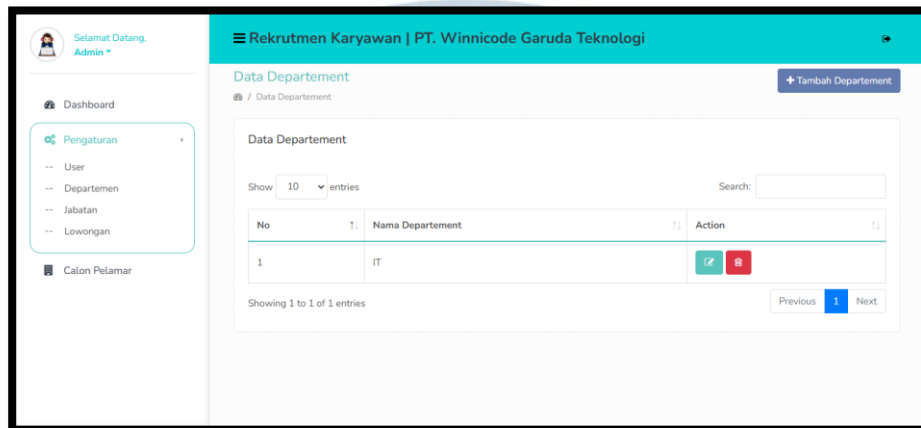 Selamat Datang,
Admin
Rekrutmen Karyawan | PT. Winnicode Garuda Teknologi
Dashboard
Pengaturan
-- User
-- Departemen
-- Jabatan
-- Lowongan
Calon Pelamar
Data Departement
/ Data Departement
+ Tambah Departement
Data Departement
Show 10 entries
Search:
No Nama Departement Action
1 IT
Showing 1 to 1 of 1 entries
Previous 1 Next